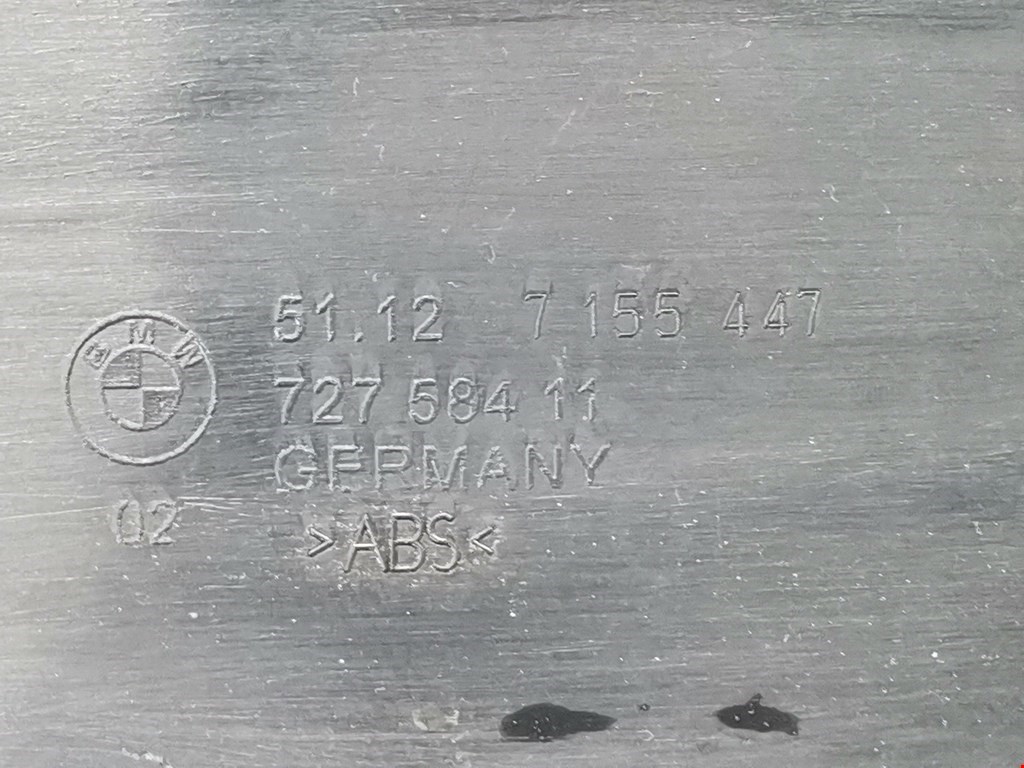 BMW
51.12 7 155 447
727 584 11
GERMANY
02
>ABS<